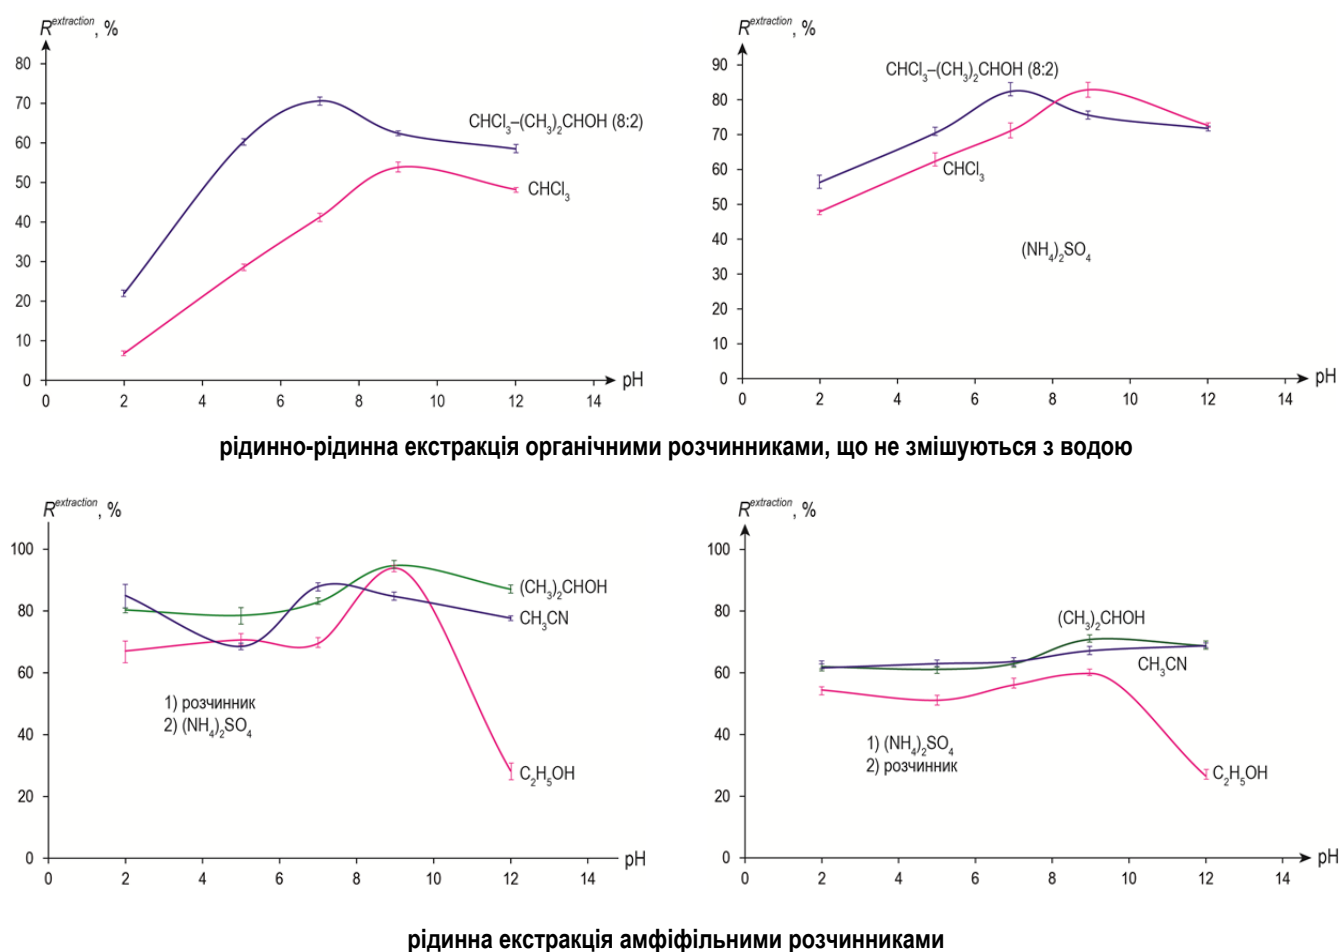 R^extraction, %
80
70
60
50
40
30
20
10
0
CHCl₃–(CH₃)₂CHOH (8:2)
CHCl₃
0 2 4 6 8 10 12 14 pH
R^extraction, %
90
80
70
60
50
40
30
20
10
0
CHCl₃–(CH₃)₂CHOH (8:2)
CHCl₃
(NH₄)₂SO₄
0 2 4 6 8 10 12 14 pH
рідинно-рідинна екстракція органічними розчинниками, що не змішуються з водою
R^extraction, %
100
80
60
40
20
0
(CH₃)₂CHOH
CH₃CN
1) розчинник
2) (NH₄)₂SO₄
C₂H₅OH
0 2 4 6 8 10 12 14 pH
R^extraction, %
100
80
60
40
20
0
(CH₃)₂CHOH
CH₃CN
1) (NH₄)₂SO₄
2) розчинник
C₂H₅OH
0 2 4 6 8 10 12 14 pH
рідинна екстракція амфіфільними розчинниками